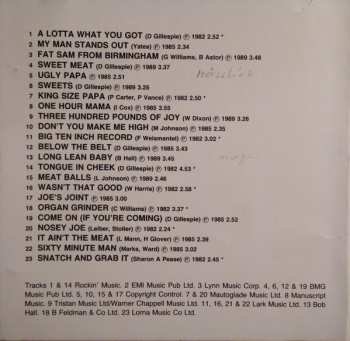 1 A LOTTA WHAT YOU GOT (D Gillespie) ℗ 1982 2.52 *
2 MY MAN STANDS OUT (Yates) ℗ 1985 2.34
3 FAT SAM FROM BIRMINGHAM (G Williams, B Astor) ℗ 1989 3.48
4 SWEET MEAT (D Gillespie) ℗ 1989 3.37
5 UGLY PAPA ℗ 1985 2.51
6 SWEETS (D Gillespie) ℗ 1989 3.25
7 KING SIZE PAPA (P Carter, P Vance) ℗ 1982 2.50 *
8 ONE HOUR MAMA (I Cox) ℗ 1985 3.55
9 THREE HUNDRED POUNDS OF JOY (W Dixon) ℗ 1989 3.26
10 DON'T YOU MAKE ME HIGH (M Johnson) ℗ 1985 2.35
11 BIG TEN INCH RECORD (F Welsmantel) ℗ 1982 3.02 *
12 BELOW THE BELT (D Gillespie) ℗ 1985 3.43
13 LONG LEAN BABY (B Hall) ℗ 1989 3.45
14 TONGUE IN CHEEK (D Gillespie) ℗ 1982 4.53 *
15 MEAT BALLS (L Johnson) ℗ 1989 2.46
16 WASN'T THAT GOOD (W Harris) ℗ 1982 2.58 *
17 JOE'S JOINT ℗ 1985 3.00
18 ORGAN GRINDER (C Williams) ℗ 1982 2.37 *
19 COME ON (IF YOU'RE COMING) (D Gillespie) ℗ 1985 2.52
20 NOSEY JOE (Leiber, Stoller) ℗ 1982 2.24 *
21 IT AIN'T THE MEAT (L Mann, H Glover) ℗ 1985 2.39
22 SIXTY MINUTE MAN (Marks, Ward) ℗ 1985 3.02
23 SNATCH AND GRAB IT (Sharon A Pease) ℗ 1982 2.45 *
Tracks 1 & 14 Rockin' Music. 2 EMI Music Pub Ltd. 3 Lynn Music Corp. 4, 6, 12 & 19 BMG
Music Pub Ltd. 5, 10, 15 & 17 Copyright Control. 7 & 20 Mautoglade Music Ltd. 8 Manuscript
Music. 9 Tristan Music Ltd/Warner Chappell Music Ltd. 11, 16, 21 & 22 Lark Music Ltd. 13 Bob
Hall. 18 B Feldman & Co Ltd. 23 Lorna Music Co Ltd.